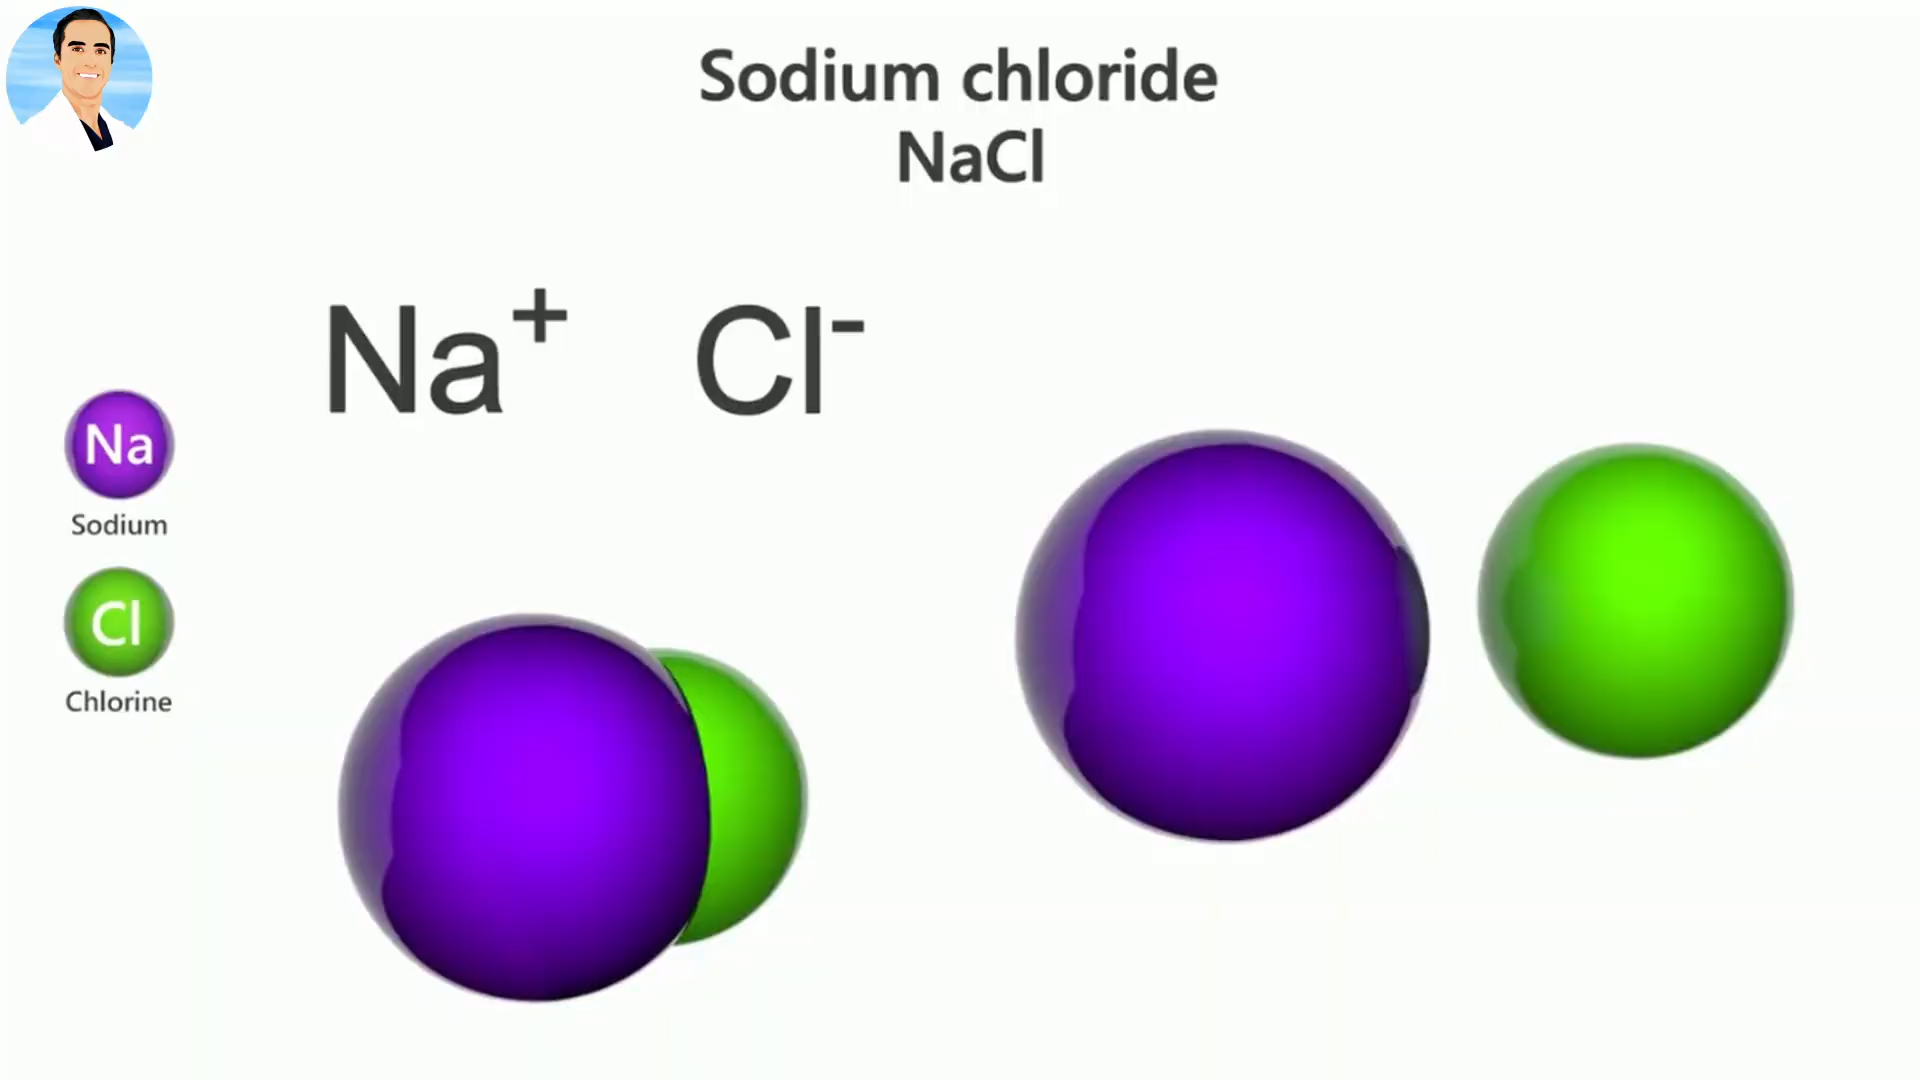 Sodium chloride
NaCl
Na⁺ Cl⁻
Na
Sodium
Cl
Chlorine